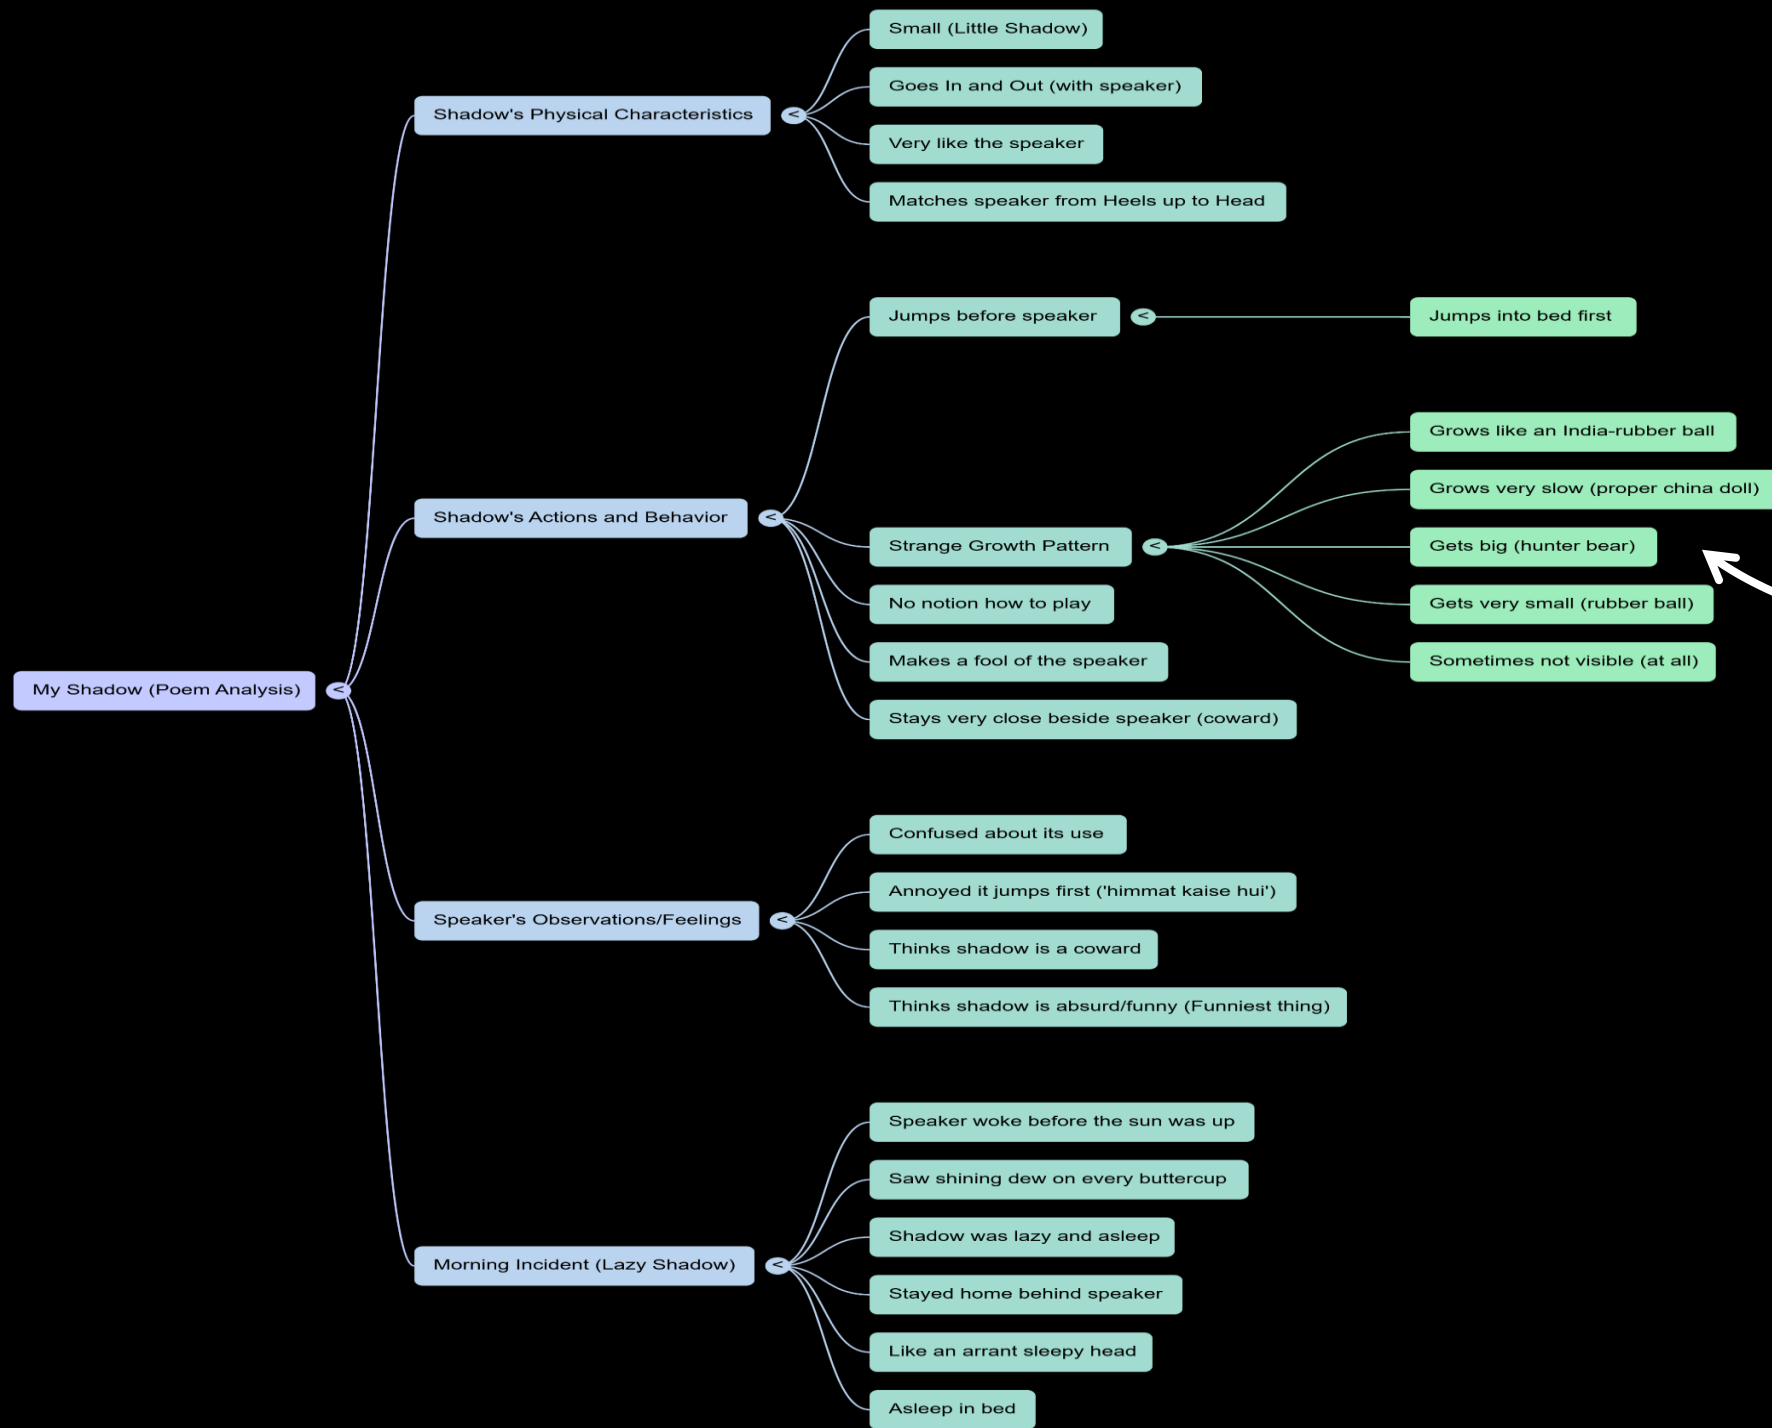 My Shadow (Poem Analysis)
<
Shadow's Physical Characteristics
<
Small (Little Shadow)
Goes In and Out (with speaker)
Very like the speaker
Matches speaker from Heels up to Head
Shadow's Actions and Behavior
<
Jumps before speaker
<
Jumps into bed first
Strange Growth Pattern
<
Grows like an India-rubber ball
Grows very slow (proper china doll)
Gets big (hunter bear)
Gets very small (rubber ball)
Sometimes not visible (at all)
No notion how to play
Makes a fool of the speaker
Stays very close beside speaker (coward)
Speaker's Observations/Feelings
<
Confused about its use
Annoyed it jumps first ('himmat kaise hui')
Thinks shadow is a coward
Thinks shadow is absurd/funny (Funniest thing)
Morning Incident (Lazy Shadow)
<
Speaker woke before the sun was up
Saw shining dew on every buttercup
Shadow was lazy and asleep
Stayed home behind speaker
Like an arrant sleepy head
Asleep in bed